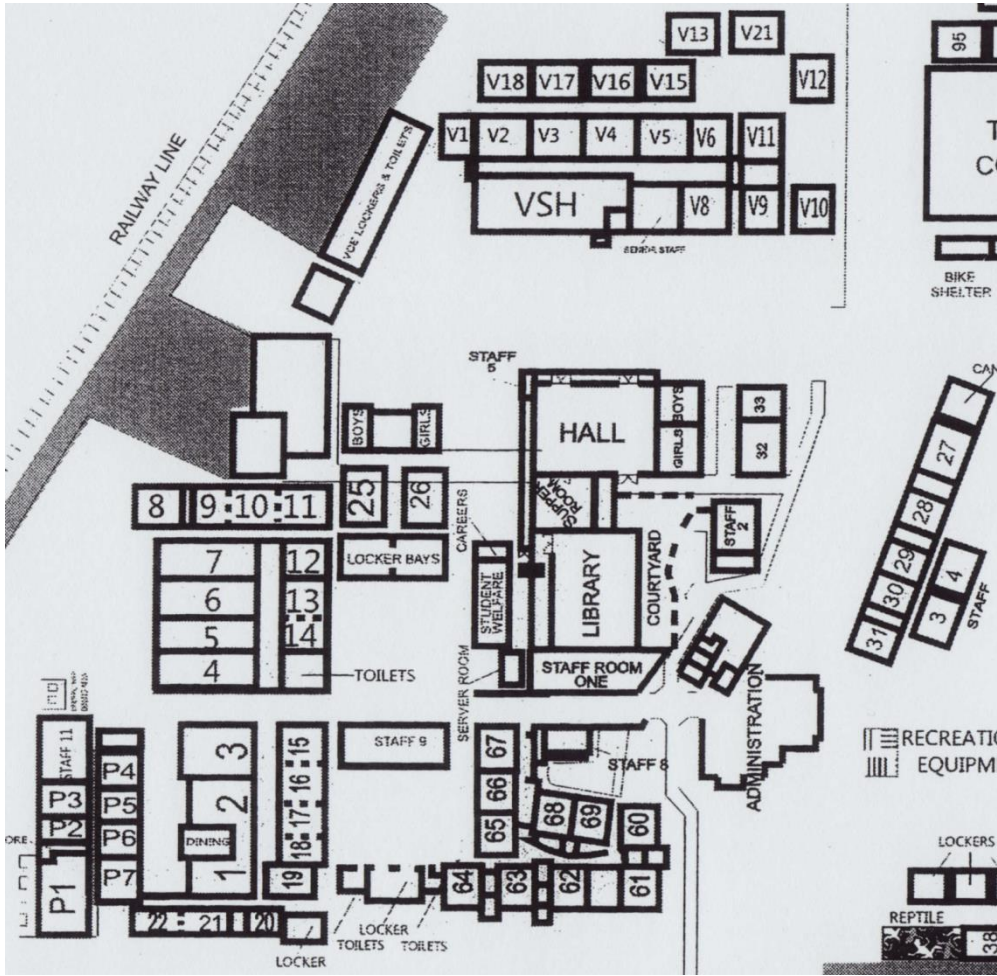 V13
V21
95
V18
V17
V16
V15
V12
V1
V2
V3
V4
V5
V6
V11
RAILWAY LINE
VCE LOCKERS & TOILETS
VSH
V8
V9
V10
SENIOR STAFF
BIKE
SHELTER
STAFF
5
BOYS
GIRLS
HALL
BOYS
GIRLS
33
32
27
28
29
30
31
4
3
STAFF
8
9
10
11
25
26
SUPPER
ROOM
STAFF
2
CAREERS
LOCKER BAYS
7
6
5
4
12
13
14
TOILETS
STUDENT
WELFARE
LIBRARY
COURTYARD
SERVER ROOM
STAFF ROOM
ONE
ADMINISTRATION
STAFF 11
P4
P3
P5
P2
P6
P1
P7
3
2
DINING
1
15
16
17
18
19
STAFF 9
67
66
65
STAFF 8
68
69
60
64
63
62
61
22
21
20
LOCKER
LOCKER
TOILETS
TOILETS
RECREATIO
EQUIPM
LOCKERS
REPTILE
38